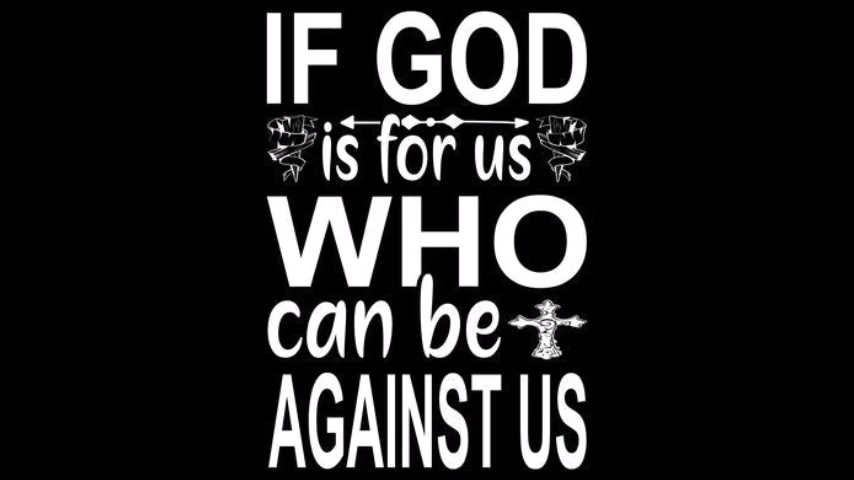 IF GOD
is for us
WHO
can be
AGAINST US